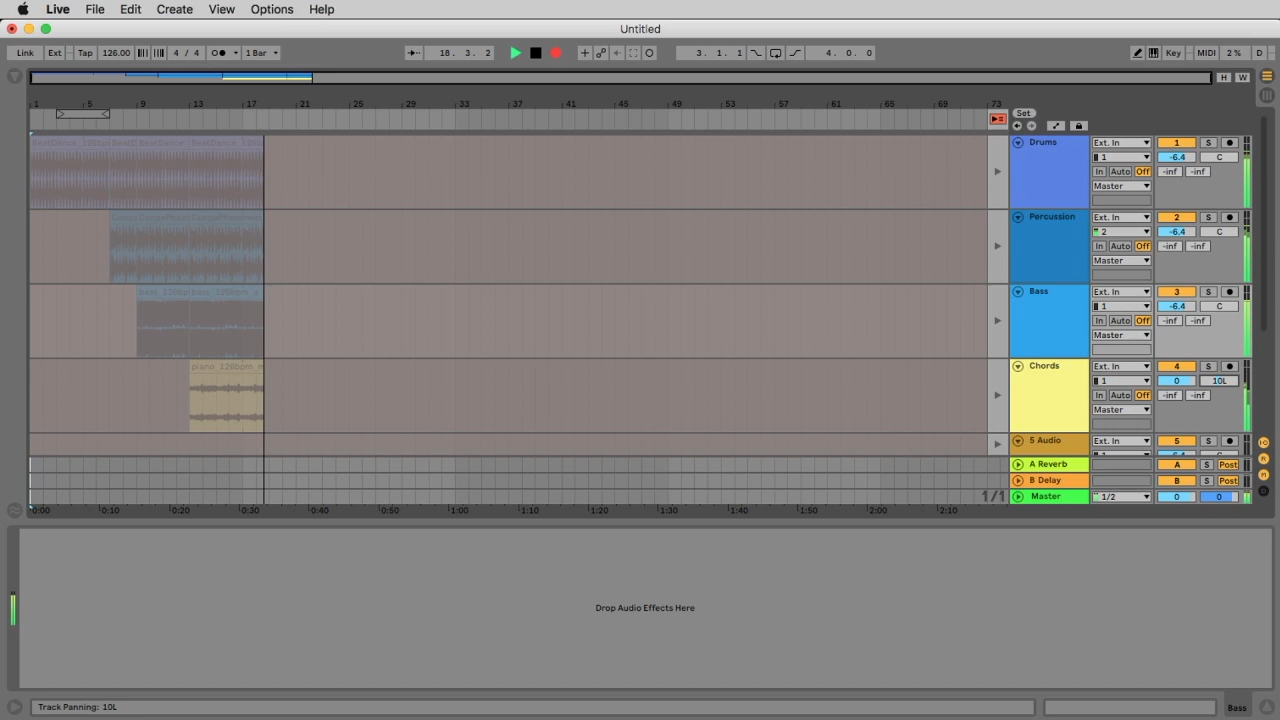 Live File Edit Create View Options Help
Untitled
Link Ext Tap 126.00 4 / 4 1 Bar 18. 3. 2 3. 1. 1 4. 0. 0 Key MIDI 2 % D
H W
1 5 9 13 17 21 25 29 33 37 41 45 49 53 57 61 65 69 73
Set
Drums Ext. In 1 S
1 -6.4 C
In Auto Off -inf -inf
Master
Percussion Ext. In 2 S
2 -6.4 C
In Auto Off -inf -inf
Master
Bass Ext. In 3 S
1 -6.4 C
In Auto Off -inf -inf
Master
Chords Ext. In 4 S
1 0 10L
In Auto Off -inf -inf
Master
5 Audio Ext. In 5 S
A Reverb A S Post
B Delay B S Post
1/1 Master 1/2 0 0
0:00 0:10 0:20 0:30 0:40 0:50 1:00 1:10 1:20 1:30 1:40 1:50 2:00 2:10
Drop Audio Effects Here
Track Panning: 10L Bass